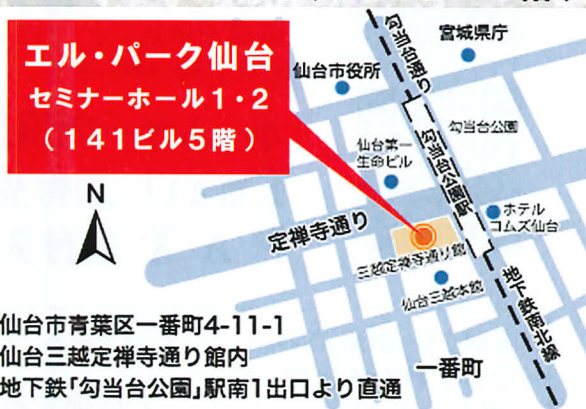 エル・パーク仙台
セミナーホール1・2
(141ビル5階)
勾当台通り
宮城県庁
仙台市役所
勾当台公園
仙台第一
生命ビル
勾当台公園駅
N
定禅寺通り
ホテル
コムズ仙台
三越定禅寺通り館
仙台三越本館
地下鉄南北線
仙台市青葉区一番町4-11-1
仙台三越定禅寺通り館内
一番町
地下鉄「勾当台公園」駅南1出口より直通